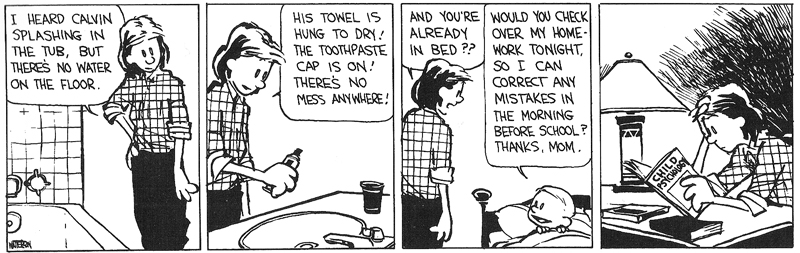 I HEARD CALVIN
SPLASHING IN
THE TUB, BUT
THERE'S NO WATER
ON THE FLOOR.
HIS TOWEL IS
HUNG TO DRY!
THE TOOTHPASTE
CAP IS ON!
THERE'S NO
MESS ANYWHERE!
AND YOU'RE
ALREADY
IN BED??
WOULD YOU CHECK
OVER MY HOME-
WORK TONIGHT,
SO I CAN
CORRECT ANY
MISTAKES IN
THE MORNING
BEFORE SCHOOL?
THANKS, MOM.
CHILD
PSYCHOLOGY
WATTERSON